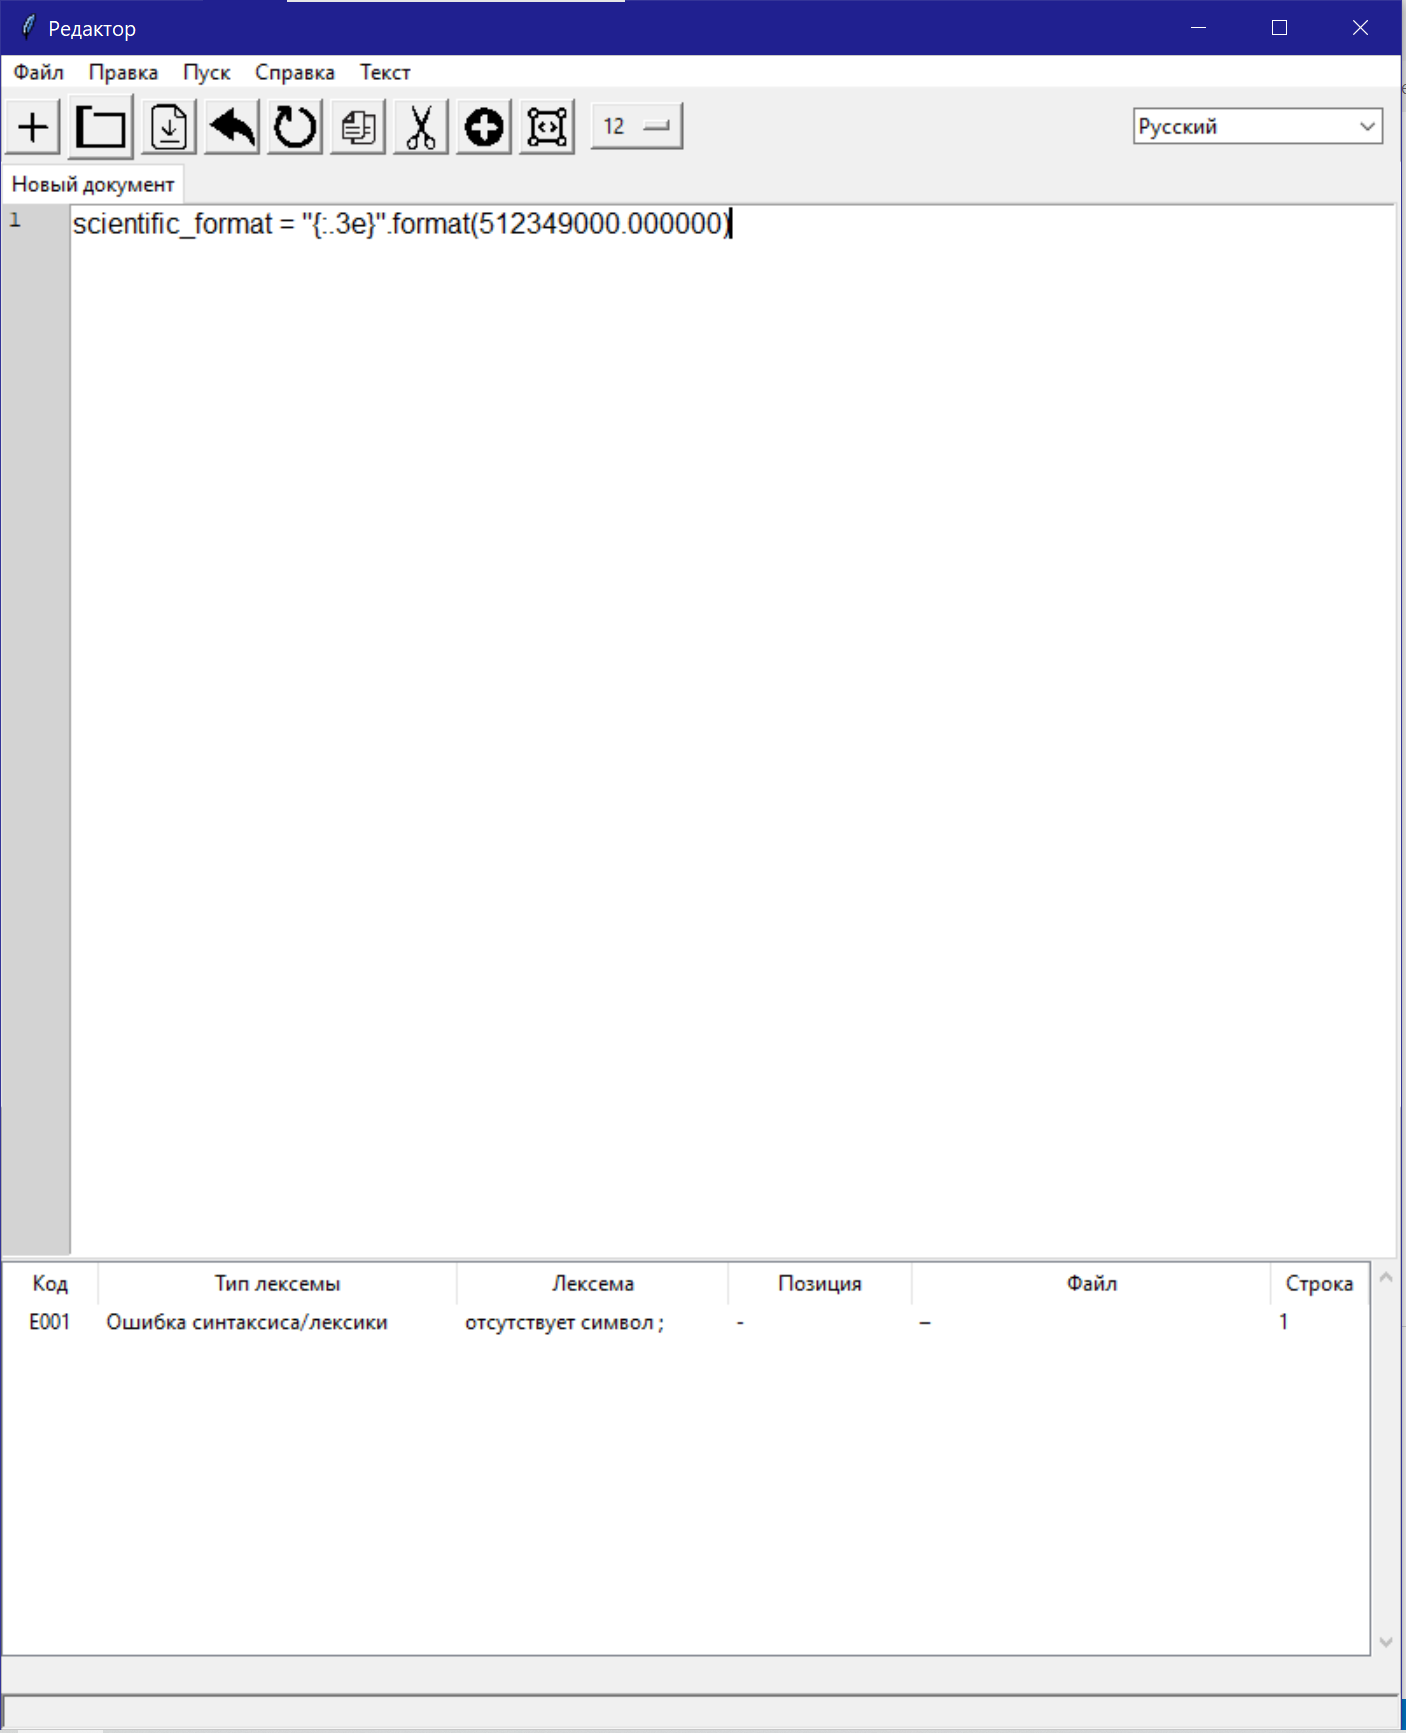 Редактор
Файл Правка Пуск Справка Текст
12 Русский
Новый документ
1 scientific_format = "{:.3e}".format(512349000.000000)
Код Тип лексемы Лексема Позиция Файл Строка
E001 Ошибка синтаксиса/лексики отсутствует символ ; - – 1